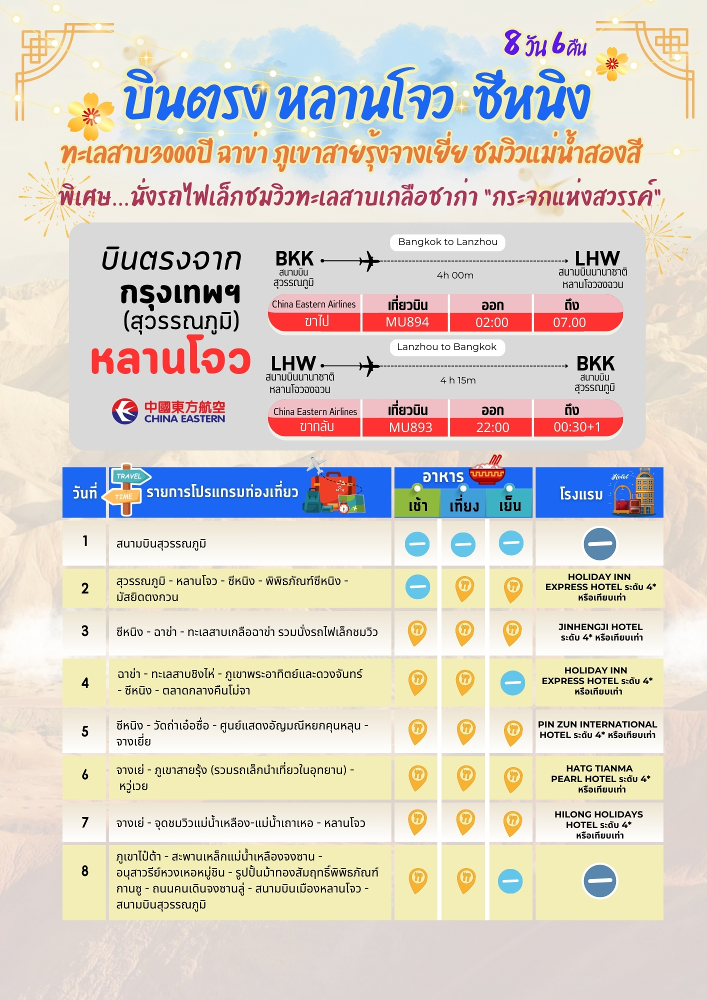 8 วัน 6 คืน
บินตรง หลานโจว ซีหนิง
ทะเลสาบ3000ปี ฉาข่า ภูเขาสายรุ้งจางเยี่ย ชมวิวแม่น้ำสองสี
พิเศษ...นั่งรถไฟเล็กชมวิวทะเลสาบเกลือชาก่า "กระจกแห่งสวรรค์"
บินตรงจาก
กรุงเทพฯ
(สุวรรณภูมิ)
หลานโจว
中國東方航空
CHINA EASTERN
Bangkok to Lanzhou
BKK
สนามบิน
สุวรรณภูมิ
4h 00m
LHW
สนามบินนานาชาติ
หลานโจวจงฉวน
China Eastern Airlines เที่ยวบิน ออก ถึง
ขาไป MU894 02:00 07.00
Lanzhou to Bangkok
LHW
สนามบินนานาชาติ
หลานโจวจงฉวน
4 h 15m
BKK
สนามบิน
สุวรรณภูมิ
China Eastern Airlines เที่ยวบิน ออก ถึง
ขากลับ MU893 22:00 00:30+1
วันที่
TRAVEL
TIME
รายการโปรแกรมท่องเที่ยว
อาหาร
เช้า เที่ยง เย็น
โรงแรม
Hotel
1
สนามบินสุวรรณภูมิ
2
สุวรรณภูมิ - หลานโจว - ซีหนิง - พิพิธภัณฑ์ซีหนิง -
มัสยิดตงกวน
HOLIDAY INN
EXPRESS HOTEL ระดับ 4*
หรือเทียบเท่า
3
ซีหนิง - ฉาข่า - ทะเลสาบเกลือฉาข่า รวมนั่งรถไฟเล็กชมวิว
JINHENGJI HOTEL
ระดับ 4* หรือเทียบเท่า
4
ฉาข่า - ทะเลสาบชิงไห่ - ภูเขาพระอาทิตย์และดวงจันทร์
- ซีหนิง - ตลาดกลางคืนโม่จา
HOLIDAY INN
EXPRESS HOTEL ระดับ 4*
หรือเทียบเท่า
5
ซีหนิง - วัดถ่าเอ๋อซื่อ - ศูนย์แสดงอัญมณีหยกคุนหลุน -
จางเยี่ย
PIN ZUN INTERNATIONAL
HOTEL ระดับ 4* หรือเทียบเท่า
6
จางเย่ - ภูเขาสายรุ้ง (รวมรถเล็กนำเที่ยวในอุทยาน) -
หวู่เวย
HATG TIANMA
PEARL HOTEL ระดับ 4*
หรือเทียบเท่า
7
จางเย่ - จุดชมวิวแม่น้ำเหลือง-แม่น้ำเถาเหอ - หลานโจว
HILONG HOLIDAYS
HOTEL ระดับ 4*
หรือเทียบเท่า
8
ภูเขาไป๋ต้า - สะพานเหล็กแม่น้ำเหลืองจงซาน -
อนุสาวรีย์หวงเหอหมู่ชิน - รูปปั้นม้าทองสัมฤทธิ์พิพิธภัณฑ์
กานซู - ถนนคนเดินจงซานลู่ - สนามบินเมืองหลานโจว -
สนามบินสุวรรณภูมิ